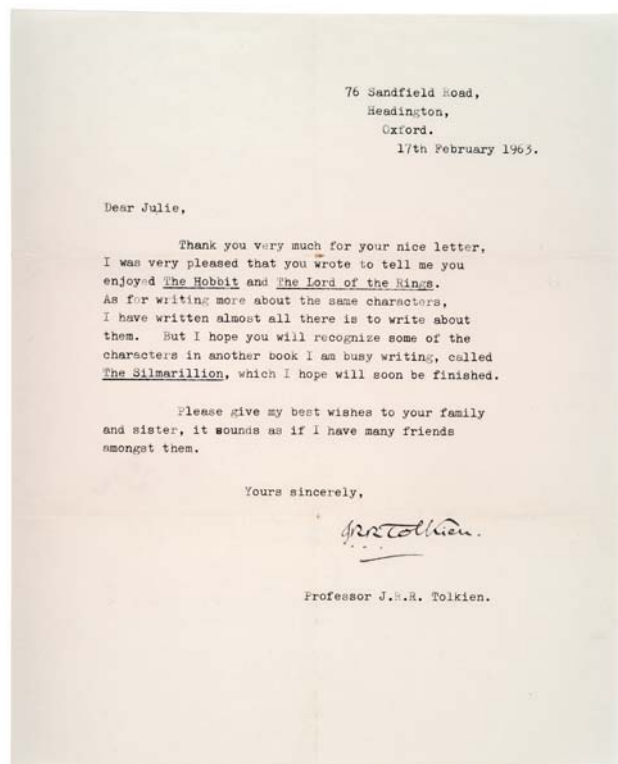 76 Sandfield Road,
Headington,
Oxford.
17th February 1963.
Dear Julie,
Thank you very much for your nice letter,
I was very pleased that you wrote to tell me you
enjoyed The Hobbit and The Lord of the Rings.
As for writing more about the same characters,
I have written almost all there is to write about
them. But I hope you will recognize some of the
characters in another book I am busy writing, called
The Silmarillion, which I hope will soon be finished.
Please give my best wishes to your family
and sister, it sounds as if I have many friends
amongst them.
Yours sincerely,
JRRTolkien.
Professor J.R.R. Tolkien.